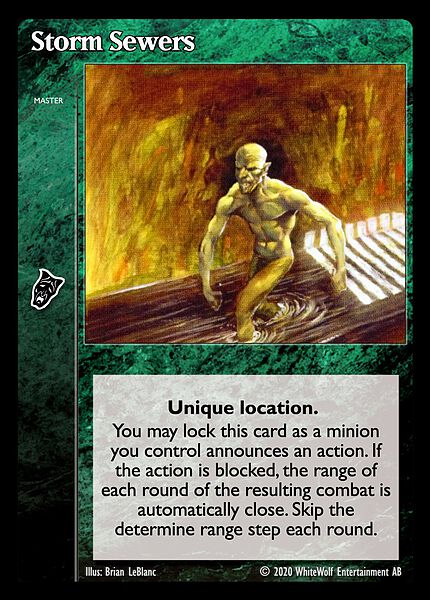 Storm Sewers
MASTER
Unique location.
You may lock this card as a minion
you control announces an action. If
the action is blocked, the range of
each round of the resulting combat is
automatically close. Skip the
determine range step each round.
Illus: Brian LeBlanc
© 2020 WhiteWolf Entertainment AB